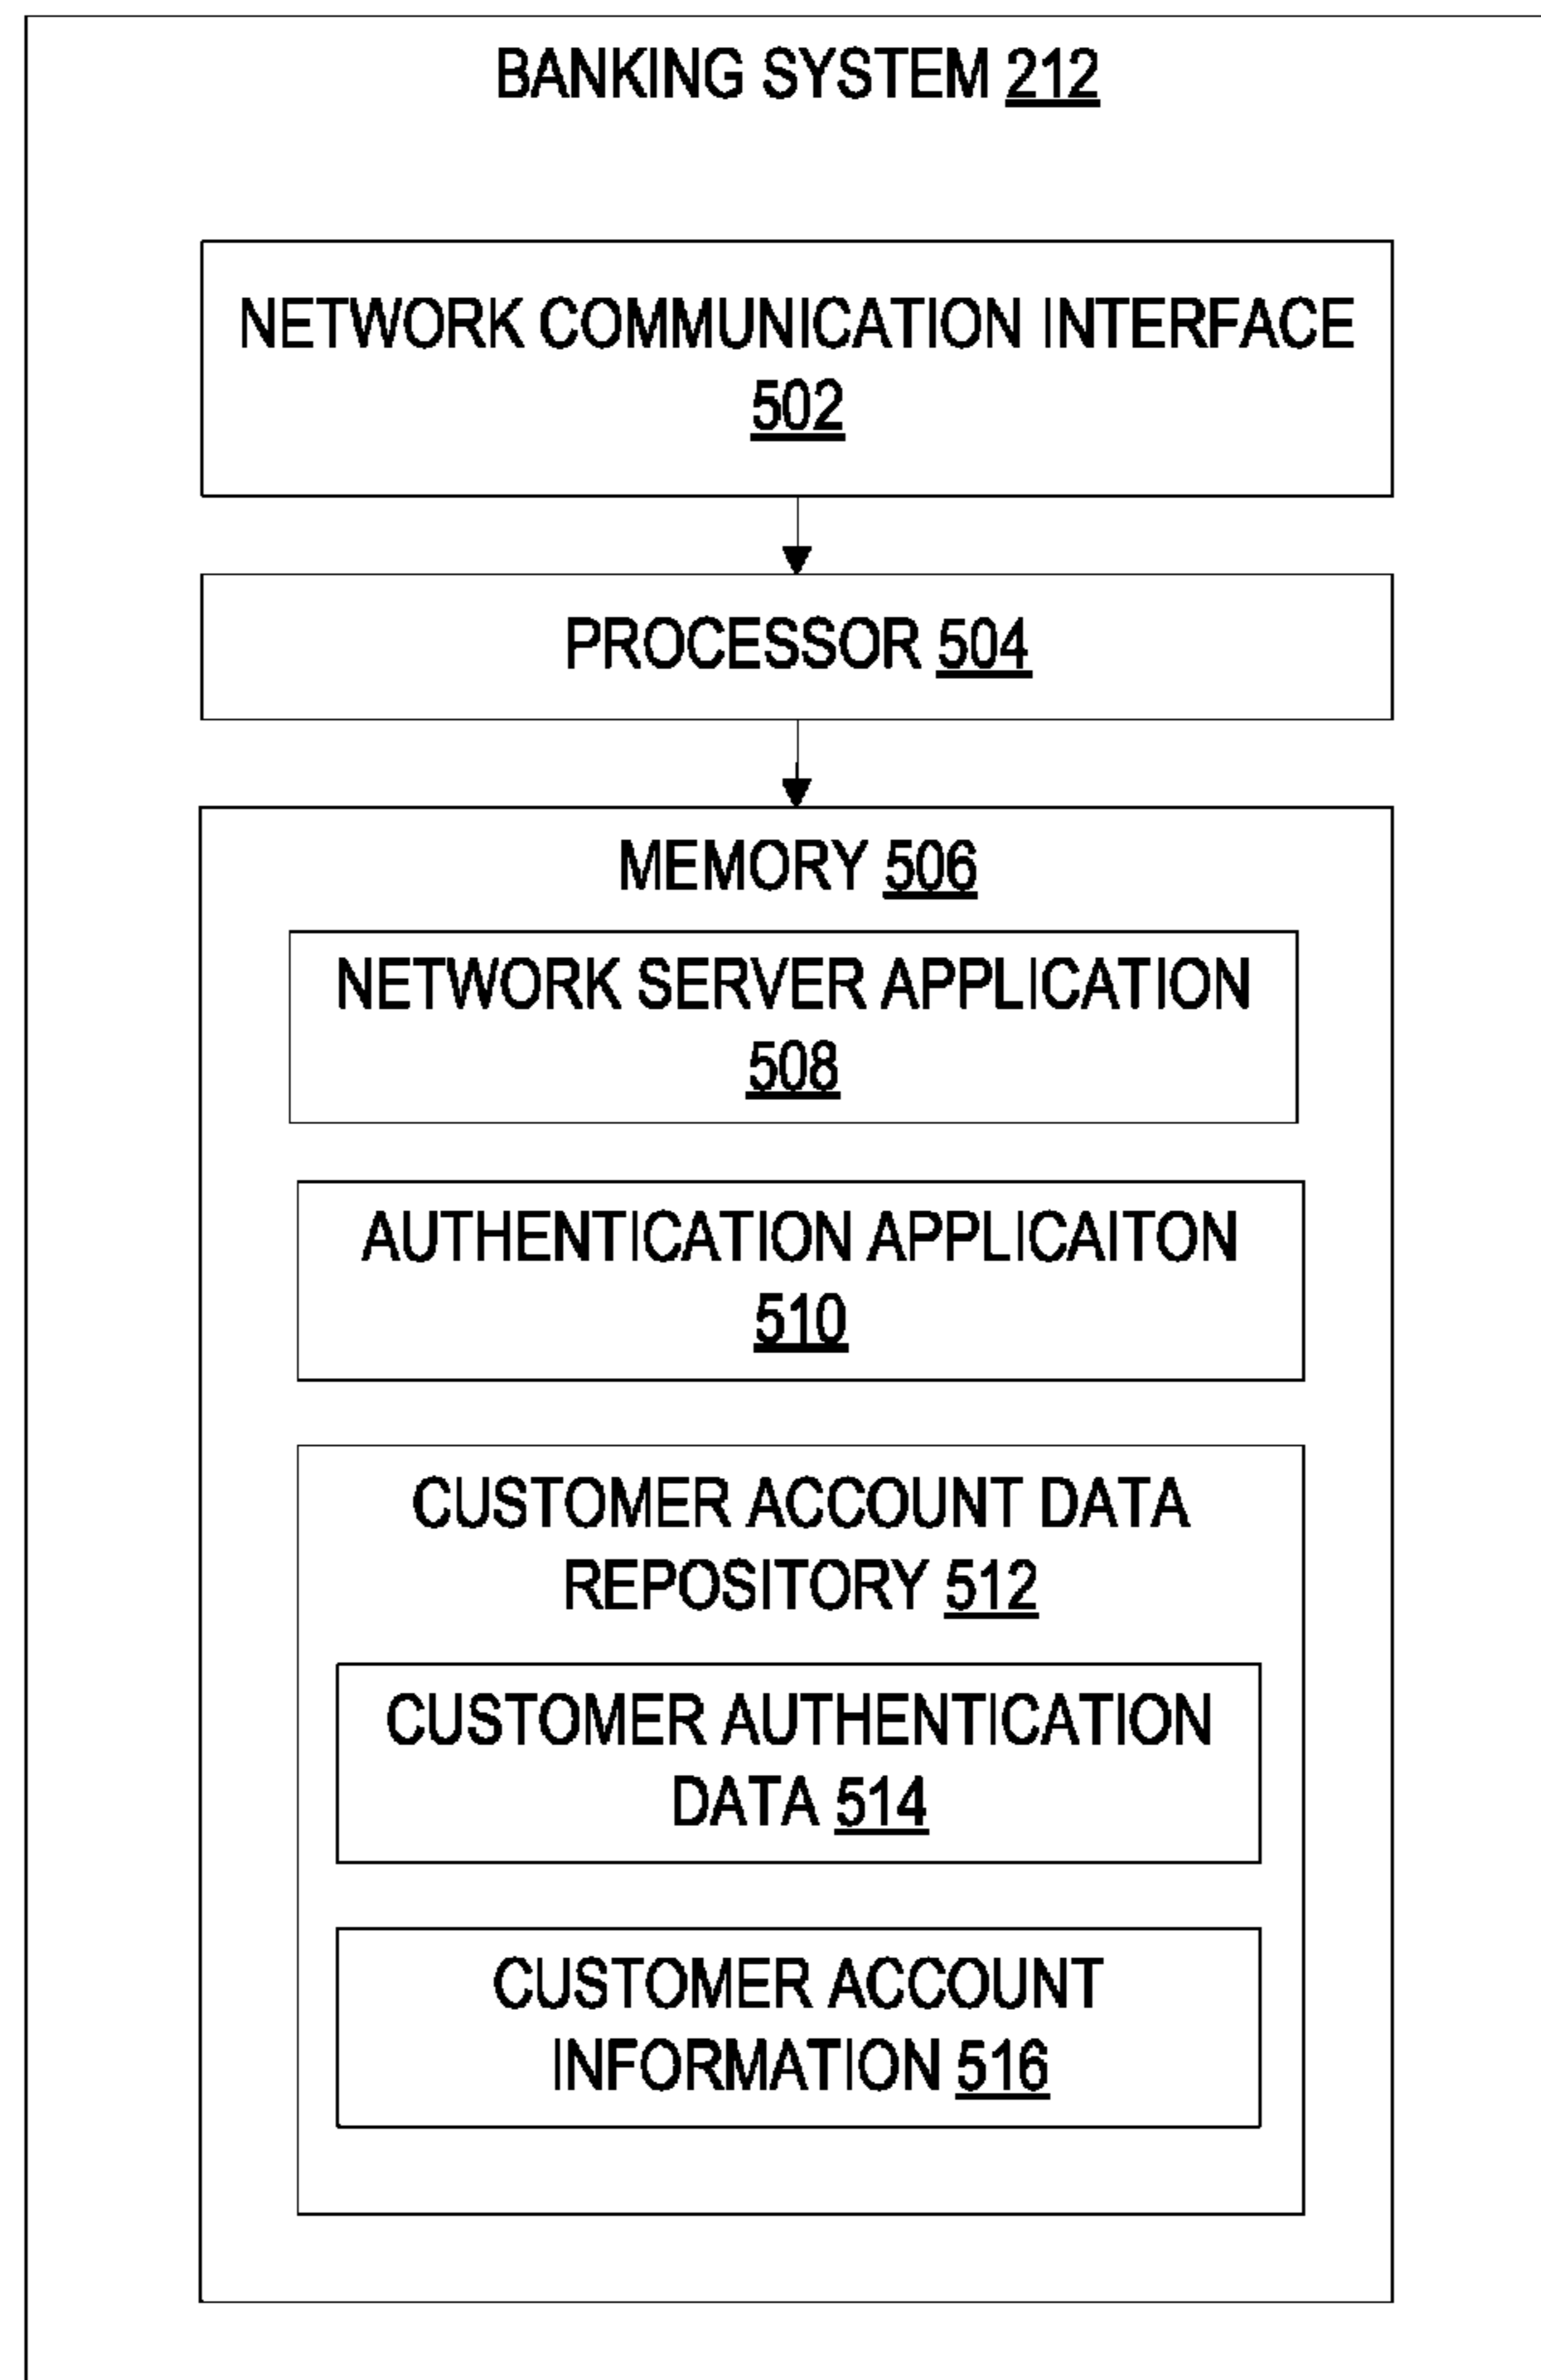 BANKING SYSTEM 212
NETWORK COMMUNICATION INTERFACE
502
PROCESSOR 504
MEMORY 506
NETWORK SERVER APPLICATION
508
AUTHENTICATION APPLICAITON
510
CUSTOMER ACCOUNT DATA
REPOSITORY 512
CUSTOMER AUTHENTICATION
DATA 514
CUSTOMER ACCOUNT
INFORMATION 516